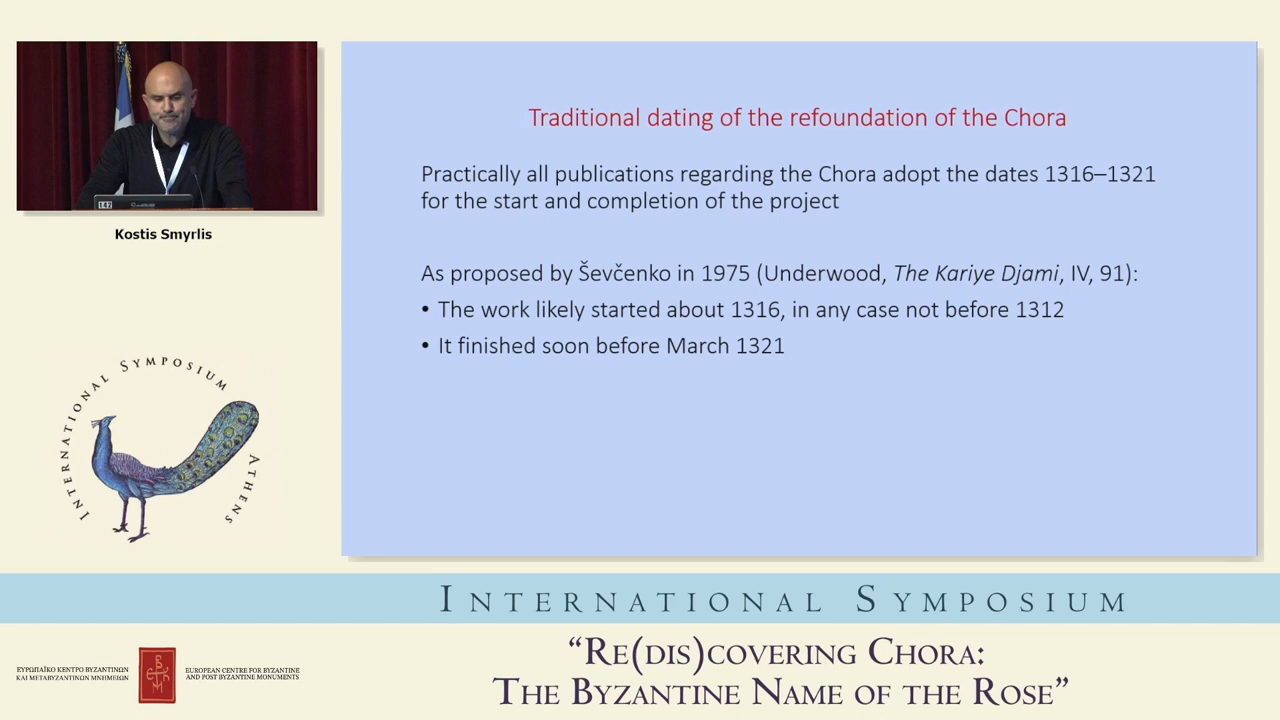 Traditional dating of the refoundation of the Chora
Practically all publications regarding the Chora adopt the dates 1316–1321
for the start and completion of the project
As proposed by Ševčenko in 1975 (Underwood, The Kariye Djami, IV, 91):
• The work likely started about 1316, in any case not before 1312
• It finished soon before March 1321
142
Kostis Smyrlis
INTERNATIONAL SYMPOSIUM ATHENS
INTERNATIONAL SYMPOSIUM
“RE(DIS)COVERING CHORA:
THE BYZANTINE NAME OF THE ROSE”
ΕΥΡΩΠΑΪΚΟ ΚΕΝΤΡΟ ΒΥΖΑΝΤΙΝΩΝ
ΚΑΙ ΜΕΤΑΒΥΖΑΝΤΙΝΩΝ ΜΝΗΜΕΙΩΝ
EUROPEAN CENTRE FOR BYZANTINE
AND POST BYZANTINE MONUMENTS